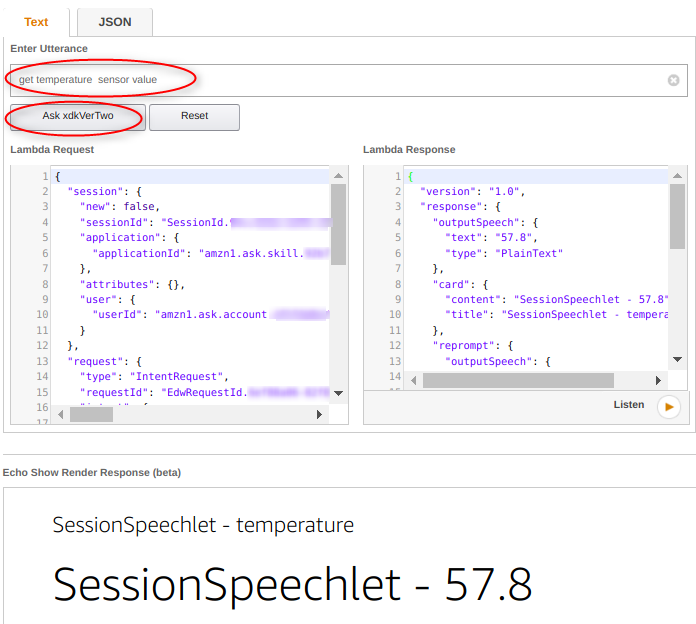 Text JSON
Enter Utterance
get temperature sensor value
Ask xdkVerTwo Reset
Lambda Request
1 {
2 "session": {
3 "new": false,
4 "sessionId": "SessionId.
5 "application": {
6 "applicationId": "amzn1.ask.skill.
7 },
8 "attributes": {},
9 "user": {
10 "userId": "amzn1.ask.account
11 }
12 },
13 "request": {
14 "type": "IntentRequest",
15 "requestId": "EdwRequestId.
16
17
Lambda Response
1 {
2 "version": "1.0",
3 "response": {
4 "outputSpeech": {
5 "text": "57.8",
6 "type": "PlainText"
7 },
8 "card": {
9 "content": "SessionSpeechlet - 57.8"
10 "title": "SessionSpeechlet - tempera
11 },
12 "reprompt": {
13 "outputSpeech": {
14
Listen
Echo Show Render Response (beta)
SessionSpeechlet - temperature
SessionSpeechlet - 57.8